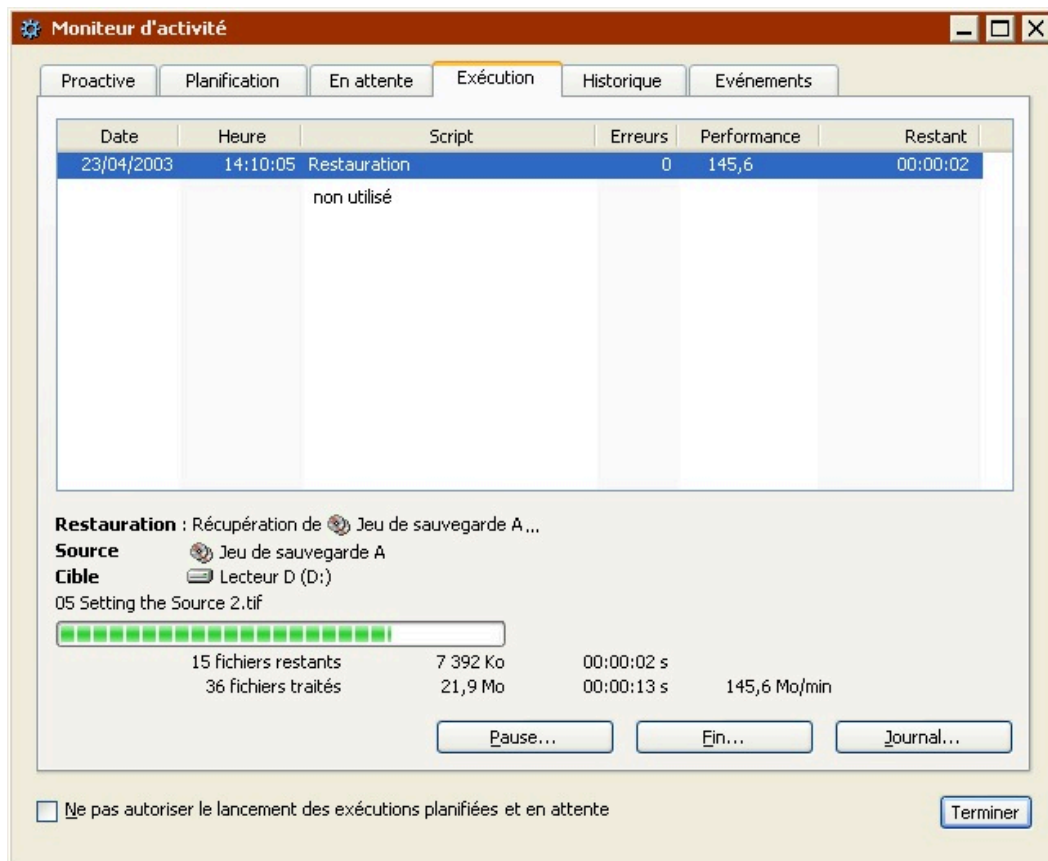 Moniteur d'activité
Proactive Planification En attente Exécution Historique Evénements
Date Heure Script Erreurs Performance Restant
23/04/2003 14:10:05 Restauration 0 145,6 00:00:02
non utilisé
Restauration : Récupération de Jeu de sauvegarde A...
Source Jeu de sauvegarde A
Cible Lecteur D (D:)
05 Setting the Source 2.tif
15 fichiers restants 7 392 Ko 00:00:02 s
36 fichiers traités 21,9 Mo 00:00:13 s 145,6 Mo/min
Pause... Fin... Journal...
Ne pas autoriser le lancement des exécutions planifiées et en attente
Terminer